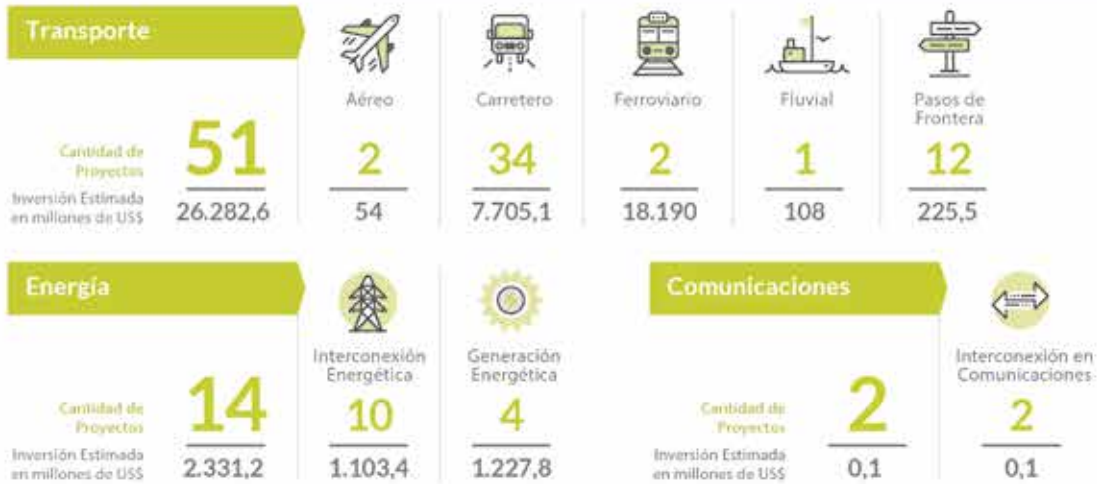 Transporte
Aéreo
Carretero
Ferroviario
Fluvial
Pasos de
Frontera
Cantidad de
Proyectos
51
2
34
2
1
12
Inversión Estimada
en millones de US$
26.282,6
54
7.705,1
18.190
108
225,5
Energía
Interconexión
Energética
Generación
Energética
Cantidad de
Proyectos
14
10
4
Inversión Estimada
en millones de US$
2.331,2
1.103,4
1.227,8
Comunicaciones
Interconexión en
Comunicaciones
Cantidad de
Proyectos
2
2
Inversión Estimada
en millones de US$
0,1
0,1